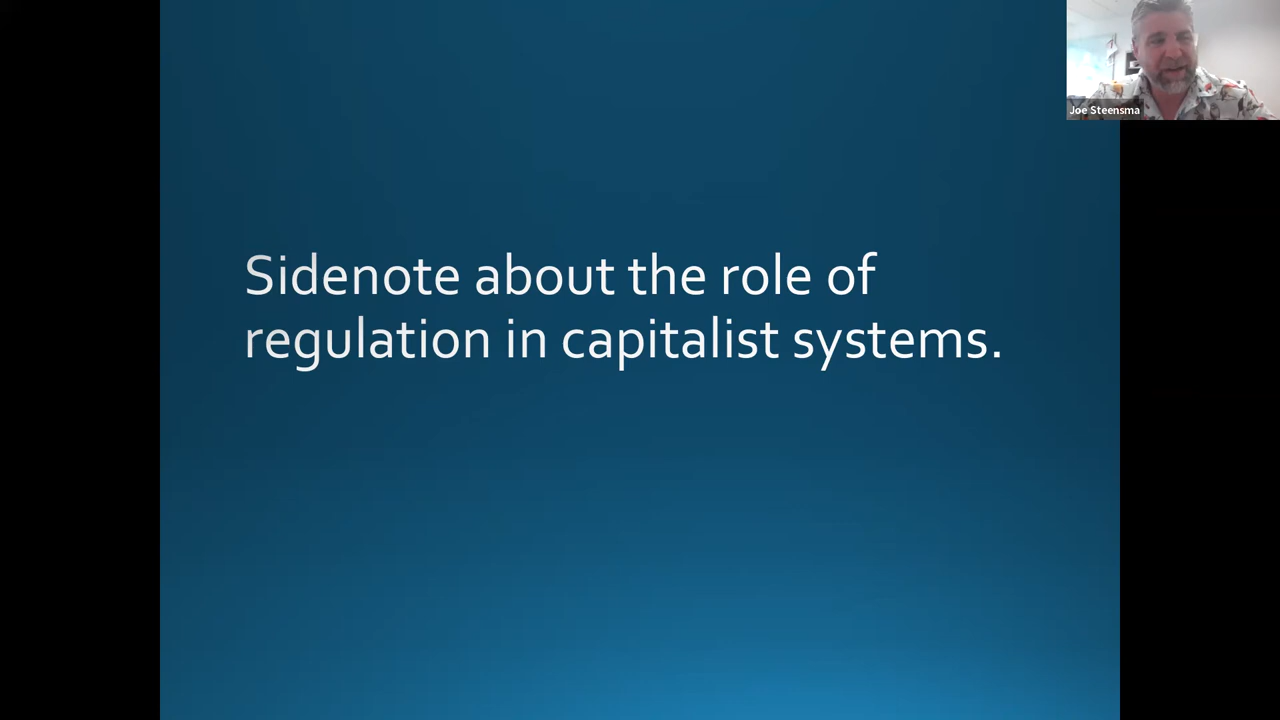 Joe Steensma
Sidenote about the role of
regulation in capitalist systems.